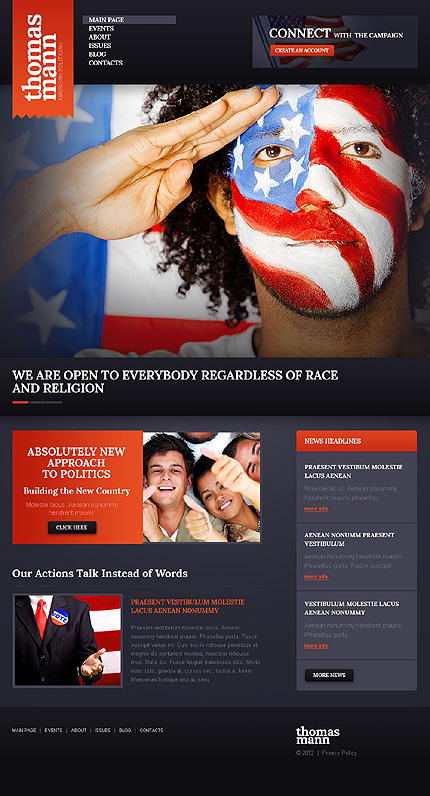 thomas
mann
AMERICAN POLITICIAN
MAIN PAGE
EVENTS
ABOUT
ISSUES
BLOG
CONTACTS
CONNECT WITH THE CAMPAIGN
CREATE AN ACCOUNT
WE ARE OPEN TO EVERYBODY REGARDLESS OF RACE
AND RELIGION
ABSOLUTELY NEW
APPROACH
TO POLITICS
Building the New Country
Molestie lacus. Aenean nonummy
hendrerit mauris.
CLICK HERE
NEWS HEADLINES
PRAESENT VESTIBULUM MOLESTIE
LACUS AENEAN
Molestie lacus. Aenean nonummy
hendrerit mauris phasellus.
more info
AENEAN NONUMM PRAESENT
VESTIBULUM
Aenean nonummy hendrerit mauris.
Phasellus porta. Fusce suscipit
more info
VESTIBULUM MOLESTIE LACUS
AENEAN NONUMMY
Aenean nonummy hendrerit mauris.
Phasellus porta.
more info
MORE NEWS
Our Actions Talk Instead of Words
VOTE
PRAESENT VESTIBULUM MOLESTIE
LACUS AENEAN NONUMMY
Praesent vestibulum molestie lacus. Aenean
nonummy hendrerit mauris. Phasellus porta. Fusce
suscipit varius mi. Cum sociis natoque penatibus et
magnis dis parturient montes, nascetur ridiculus
mus. Nulla dui. Fusce feugiat malesuada odio. Morbi
nunc odio, gravida at, cursus nec, luctus a, lorem.
Maecenas tristique orci ac sem.
MAIN PAGE | EVENTS | ABOUT | ISSUES | BLOG | CONTACTS
thomas
mann
© 2012 | Privacy Policy